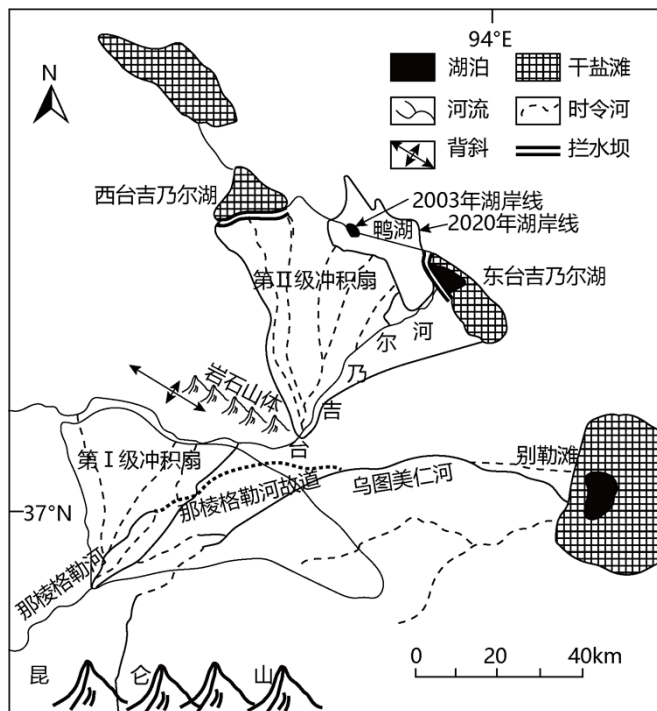 94°E
N
湖泊
干盐滩
河流
时令河
背斜
拦水坝
西台吉乃尔湖
2003年湖岸线
2020年湖岸线
鸭湖
第Ⅱ级冲积扇
东台吉乃尔湖
河
尔
乃
吉
台
岩石山体
第Ⅰ级冲积扇
那棱格勒河故道
乌图美仁河
别勒滩
37°N
那棱格勒河
昆仑山
0 20 40km